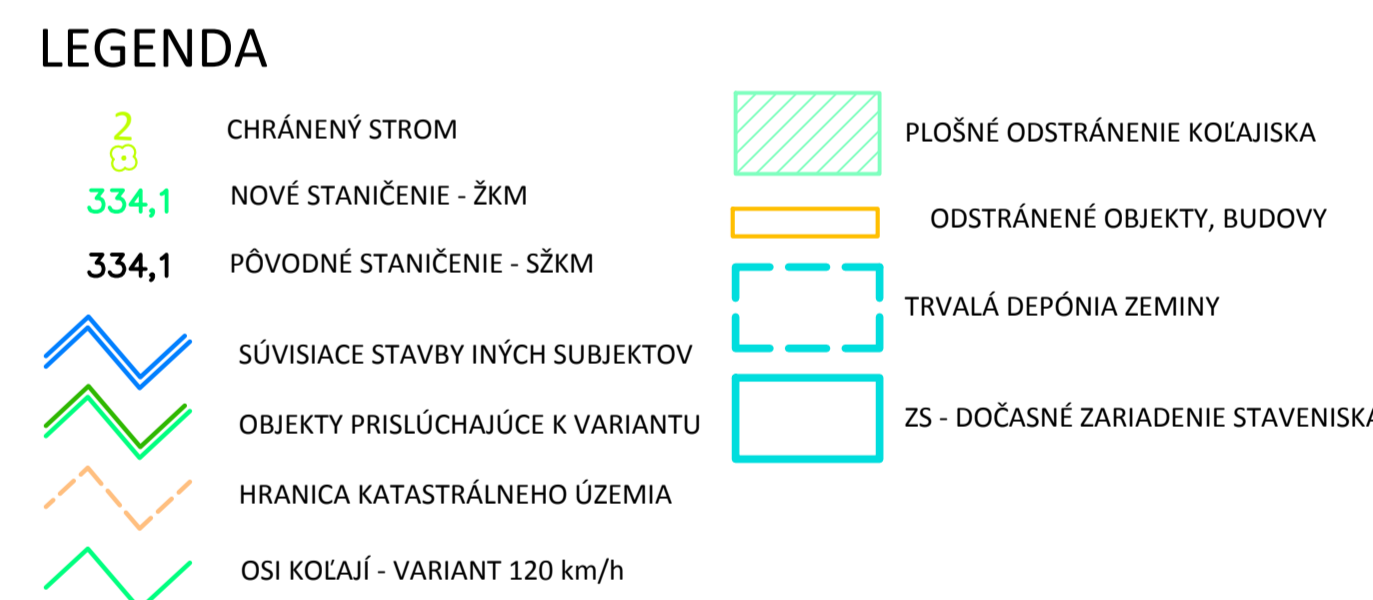 LEGENDA
2
CHRÁNENÝ STROM
334,1
NOVÉ STANIČENIE - ŽKM
334,1
PÔVODNÉ STANIČENIE - SŽKM
SÚVISIACE STAVBY INÝCH SUBJEKTOV
OBJEKTY PRISLÚCHAJÚCE K VARIANTU
HRANICA KATASTRÁLNEHO ÚZEMIA
OSI KOĽAJÍ - VARIANT 120 km/h
PLOŠNÉ ODSTRÁNENIE KOĽAJISKA
ODSTRÁNENÉ OBJEKTY, BUDOVY
TRVALÁ DEPÓNIA ZEMINY
ZS - DOČASNÉ ZARIADENIE STAVENISKA